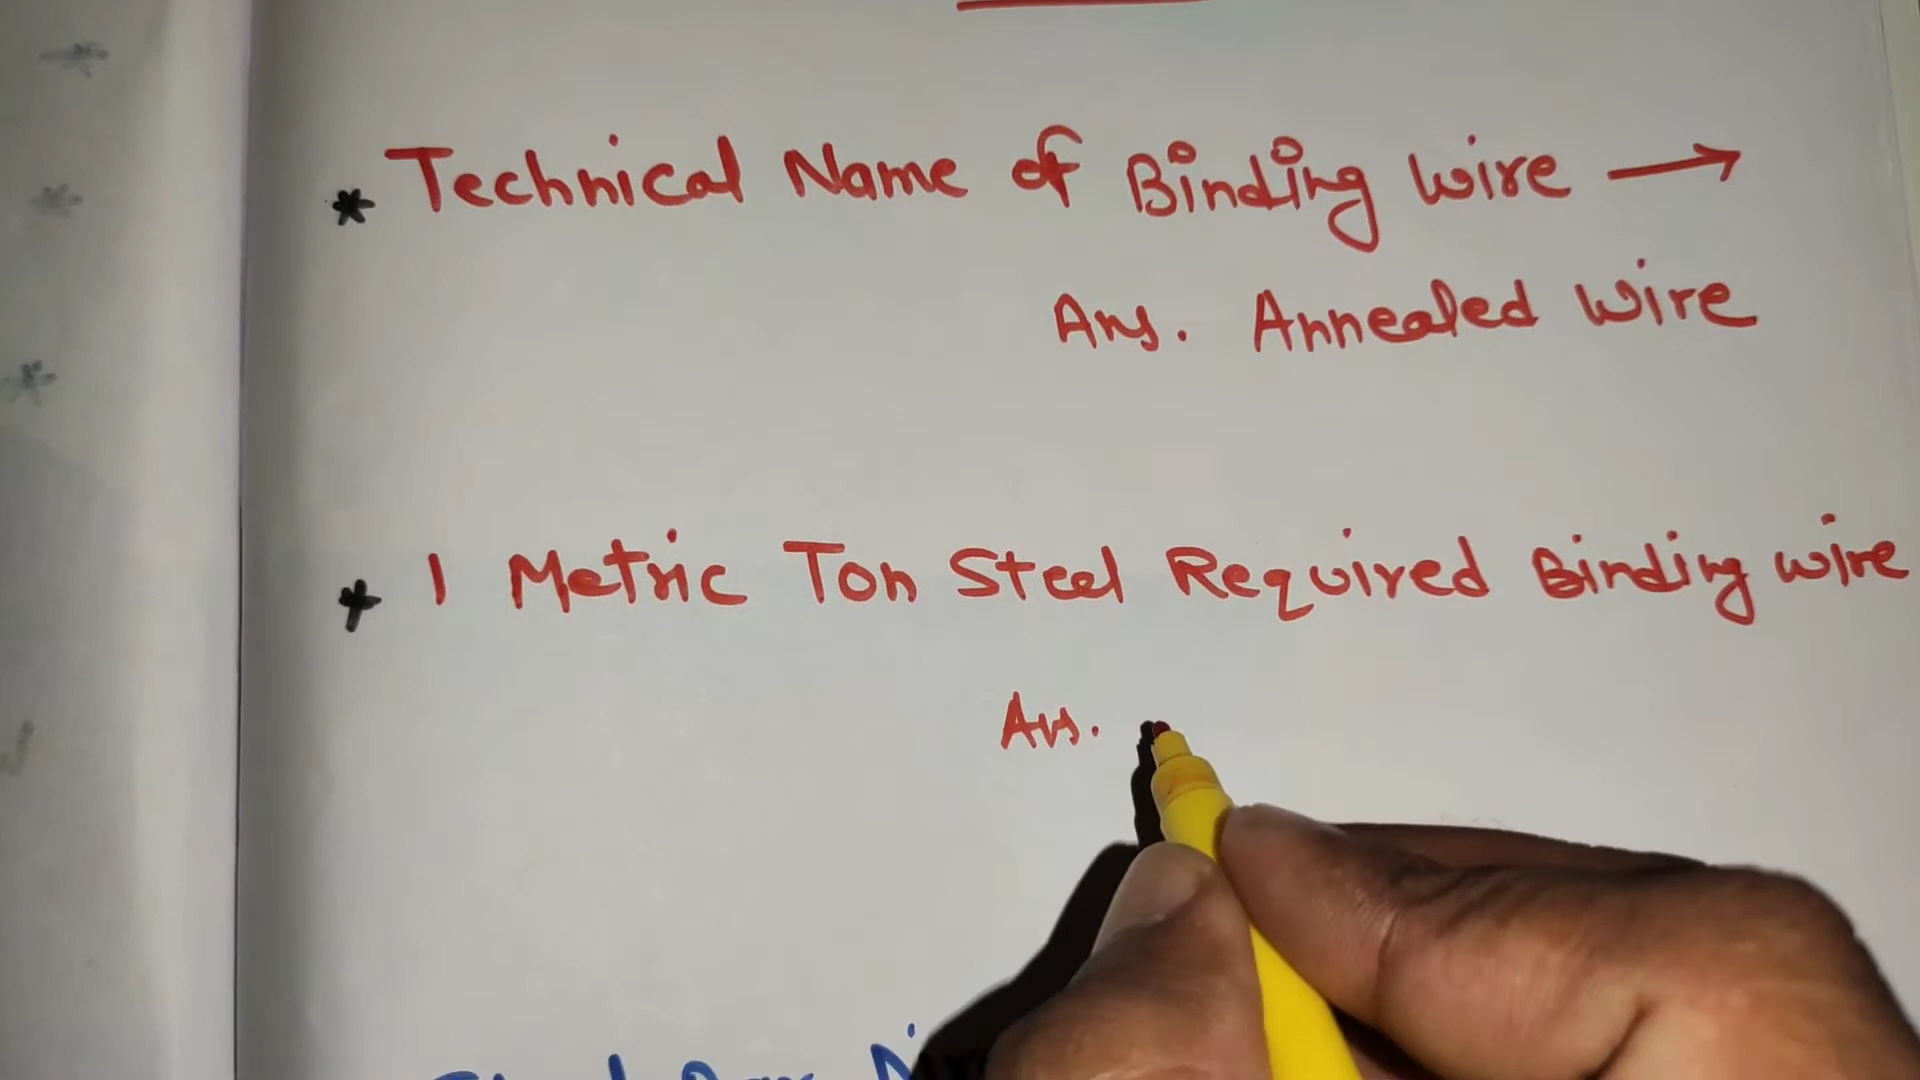 * Technical Name of Binding Wire →
Ans. Annealed Wire
* 1 Metric Ton Steel Required Binding wire
Ans.